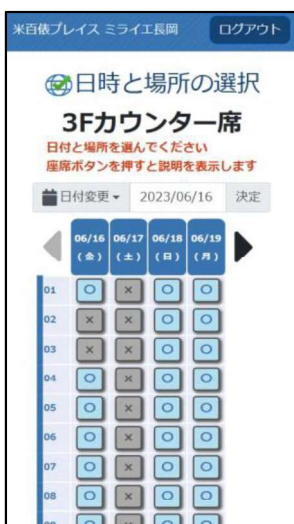 米百俵プレイス ミライエ長岡 ログアウト
日時と場所の選択
3Fカウンター席
日付と場所を選んでください
座席ボタンを押すと説明を表示します
日付変更 2023/06/16 決定
06/16 06/17 06/18 06/19
(金) (土) (日) (月)
01 ○ × ○ ○
02 × × ○ ○
03 × × ○ ○
04 ○ × ○ ○
05 ○ × ○ ○
06 ○ × ○ ○
07 ○ × ○ ○
08 ○ × ○ ○